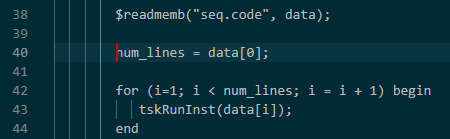 38 $readmemb("seq.code", data);
39
40 num_lines = data[0];
41
42 for (i=1; i < num_lines; i = i + 1) begin
43 tskRunInst(data[i]);
44 end